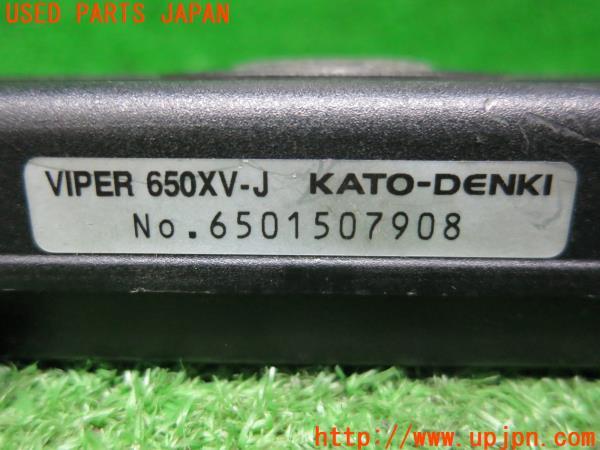 USED PARTS JAPAN
VIPER 650XV-J KATO-DENKI
No.6501507908
http://www.upjpn.com